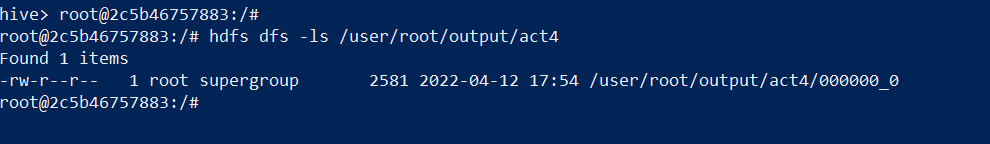 hive> root@2c5b46757883:/#
root@2c5b46757883:/# hdfs dfs -ls /user/root/output/act4
Found 1 items
-rw-r--r--   1 root supergroup       2581 2022-04-12 17:54 /user/root/output/act4/000000_0
root@2c5b46757883:/#